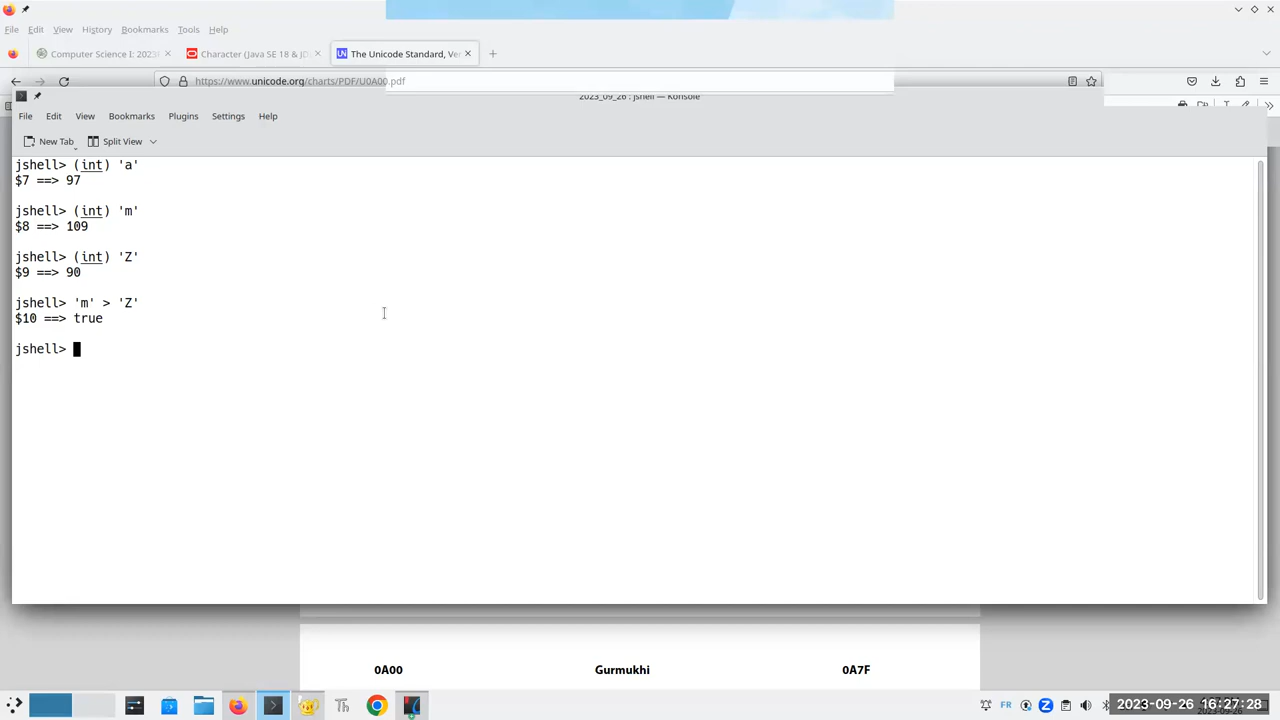 File Edit View History Bookmarks Tools Help
Computer Science I: 2023 Character (Java SE 18 & JD The Unicode Standard, Ve
https://www.unicode.org/charts/PDF/U0A00.pdf
2023_09_26 : jshell — Konsole
File Edit View Bookmarks Plugins Settings Help
New Tab Split View
jshell> (int) 'a'
$7 ==> 97
jshell> (int) 'm'
$8 ==> 109
jshell> (int) 'Z'
$9 ==> 90
jshell> 'm' > 'Z'
$10 ==> true
jshell>
0A00 Gurmukhi 0A7F
FR 2023-09-26 16:27:28